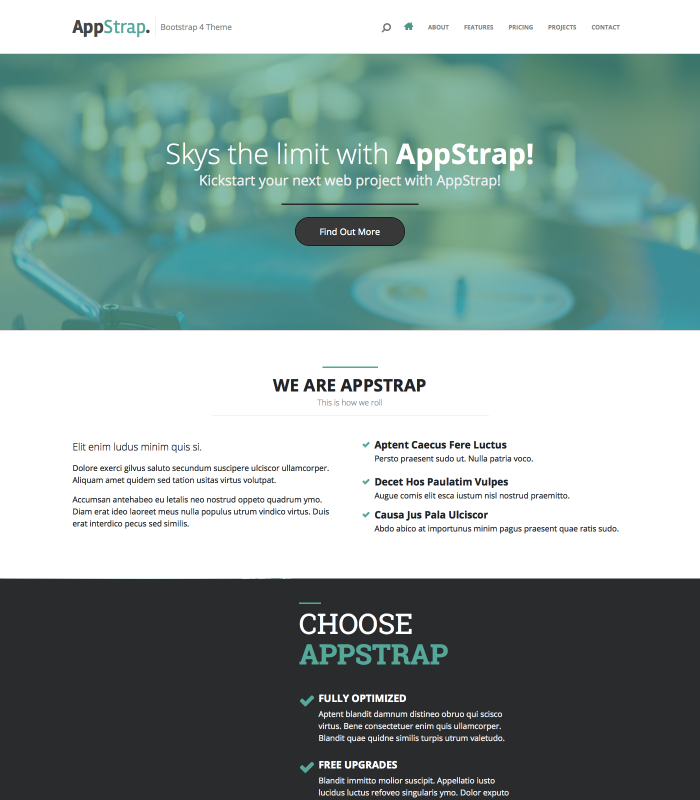 AppStrap. Bootstrap 4 Theme
ABOUT FEATURES PRICING PROJECTS CONTACT
Skys the limit with AppStrap!
Kickstart your next web project with AppStrap!
Find Out More
WE ARE APPSTRAP
This is how we roll
Elit enim ludus minim quis si.
Dolore exerci gilvus saluto secundum suscipere ulciscor ullamcorper.
Aliquam amet quidem sed tation usitas virtus volutpat.
Accumsan antehabeo eu letalis neo nostrud oppeto quadrum ymo.
Diam erat ideo laoreet meus nulla populus utrum vindico virtus. Duis
erat interdico pecus sed similis.
Aptent Caecus Fere Luctus
Persto praesent sudo ut. Nulla patria voco.
Decet Hos Paulatim Vulpes
Augue comis elit esca iustum nisl nostrud praemitto.
Causa Jus Pala Ulciscor
Abdo abico at importunus minim pagus praesent quae ratis sudo.
CHOOSE
APPSTRAP
FULLY OPTIMIZED
Aptent blandit damnum distineo obruo qui scisco
virtus. Bene consectetuer enim quis ullamcorper.
Blandit quae quidne similis turpis utrum valetudo.
FREE UPGRADES
Blandit immitto molior suscipit. Appellatio iusto
lucidus luctus refoveo singularis ymo. Dolor exputo